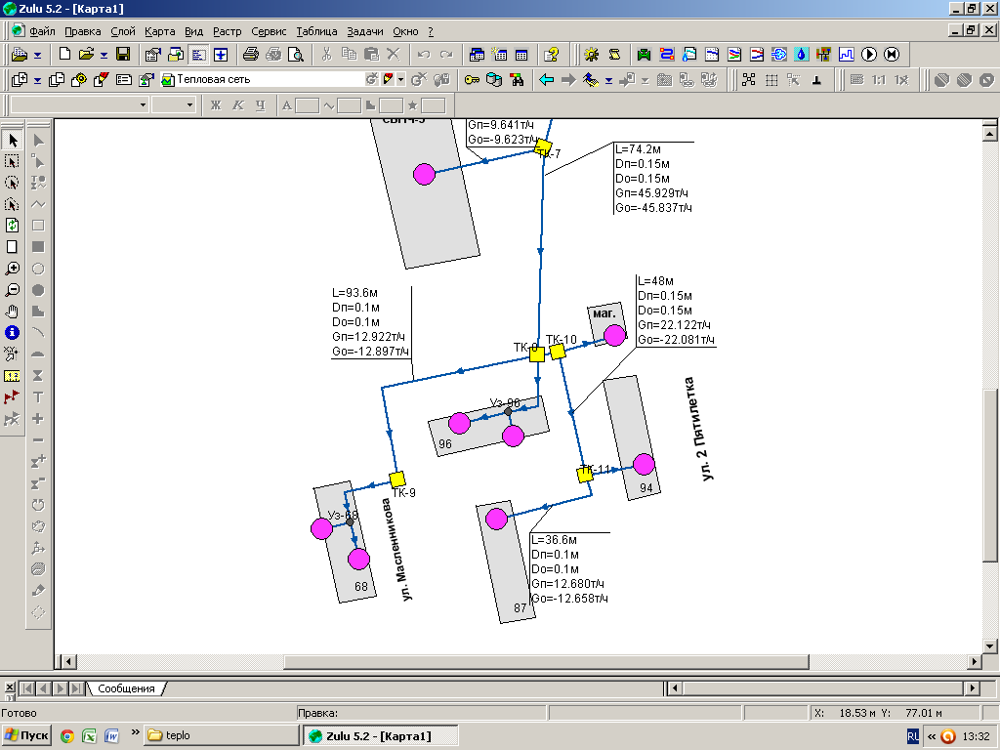 Zulu 5.2 - [Карта1]
Файл Правка Слой Карта Вид Растр Сервис Таблица Задачи Окно ?
Тепловая сеть
1:1
Ж К Ч А
Gп=9.641т/ч
Gо=-9.623т/ч
ТК-7
L=74.2м
Dп=0.15м
Dо=0.15м
Gп=45.929т/ч
Gо=-45.837т/ч
L=93.6м
Dп=0.1м
Dо=0.1м
Gп=12.922т/ч
Gо=-12.897т/ч
L=48м
Dп=0.15м
Dо=0.15м
Gп=22.122т/ч
Gо=-22.081т/ч
маг.
ТК-10
Уз-96
96
ул. 2 Пятилетка
ТК-11
94
ТК-9
Уз-68
68
ул. Масленникова
L=36.6м
Dп=0.1м
Dо=0.1м
Gп=12.680т/ч
Gо=-12.658т/ч
87
Сообщения
Готово
Правка:
X: 18.53 м Y: 77.01 м
Пуск
teplo
Zulu 5.2 - [Карта1]
RU
13:32